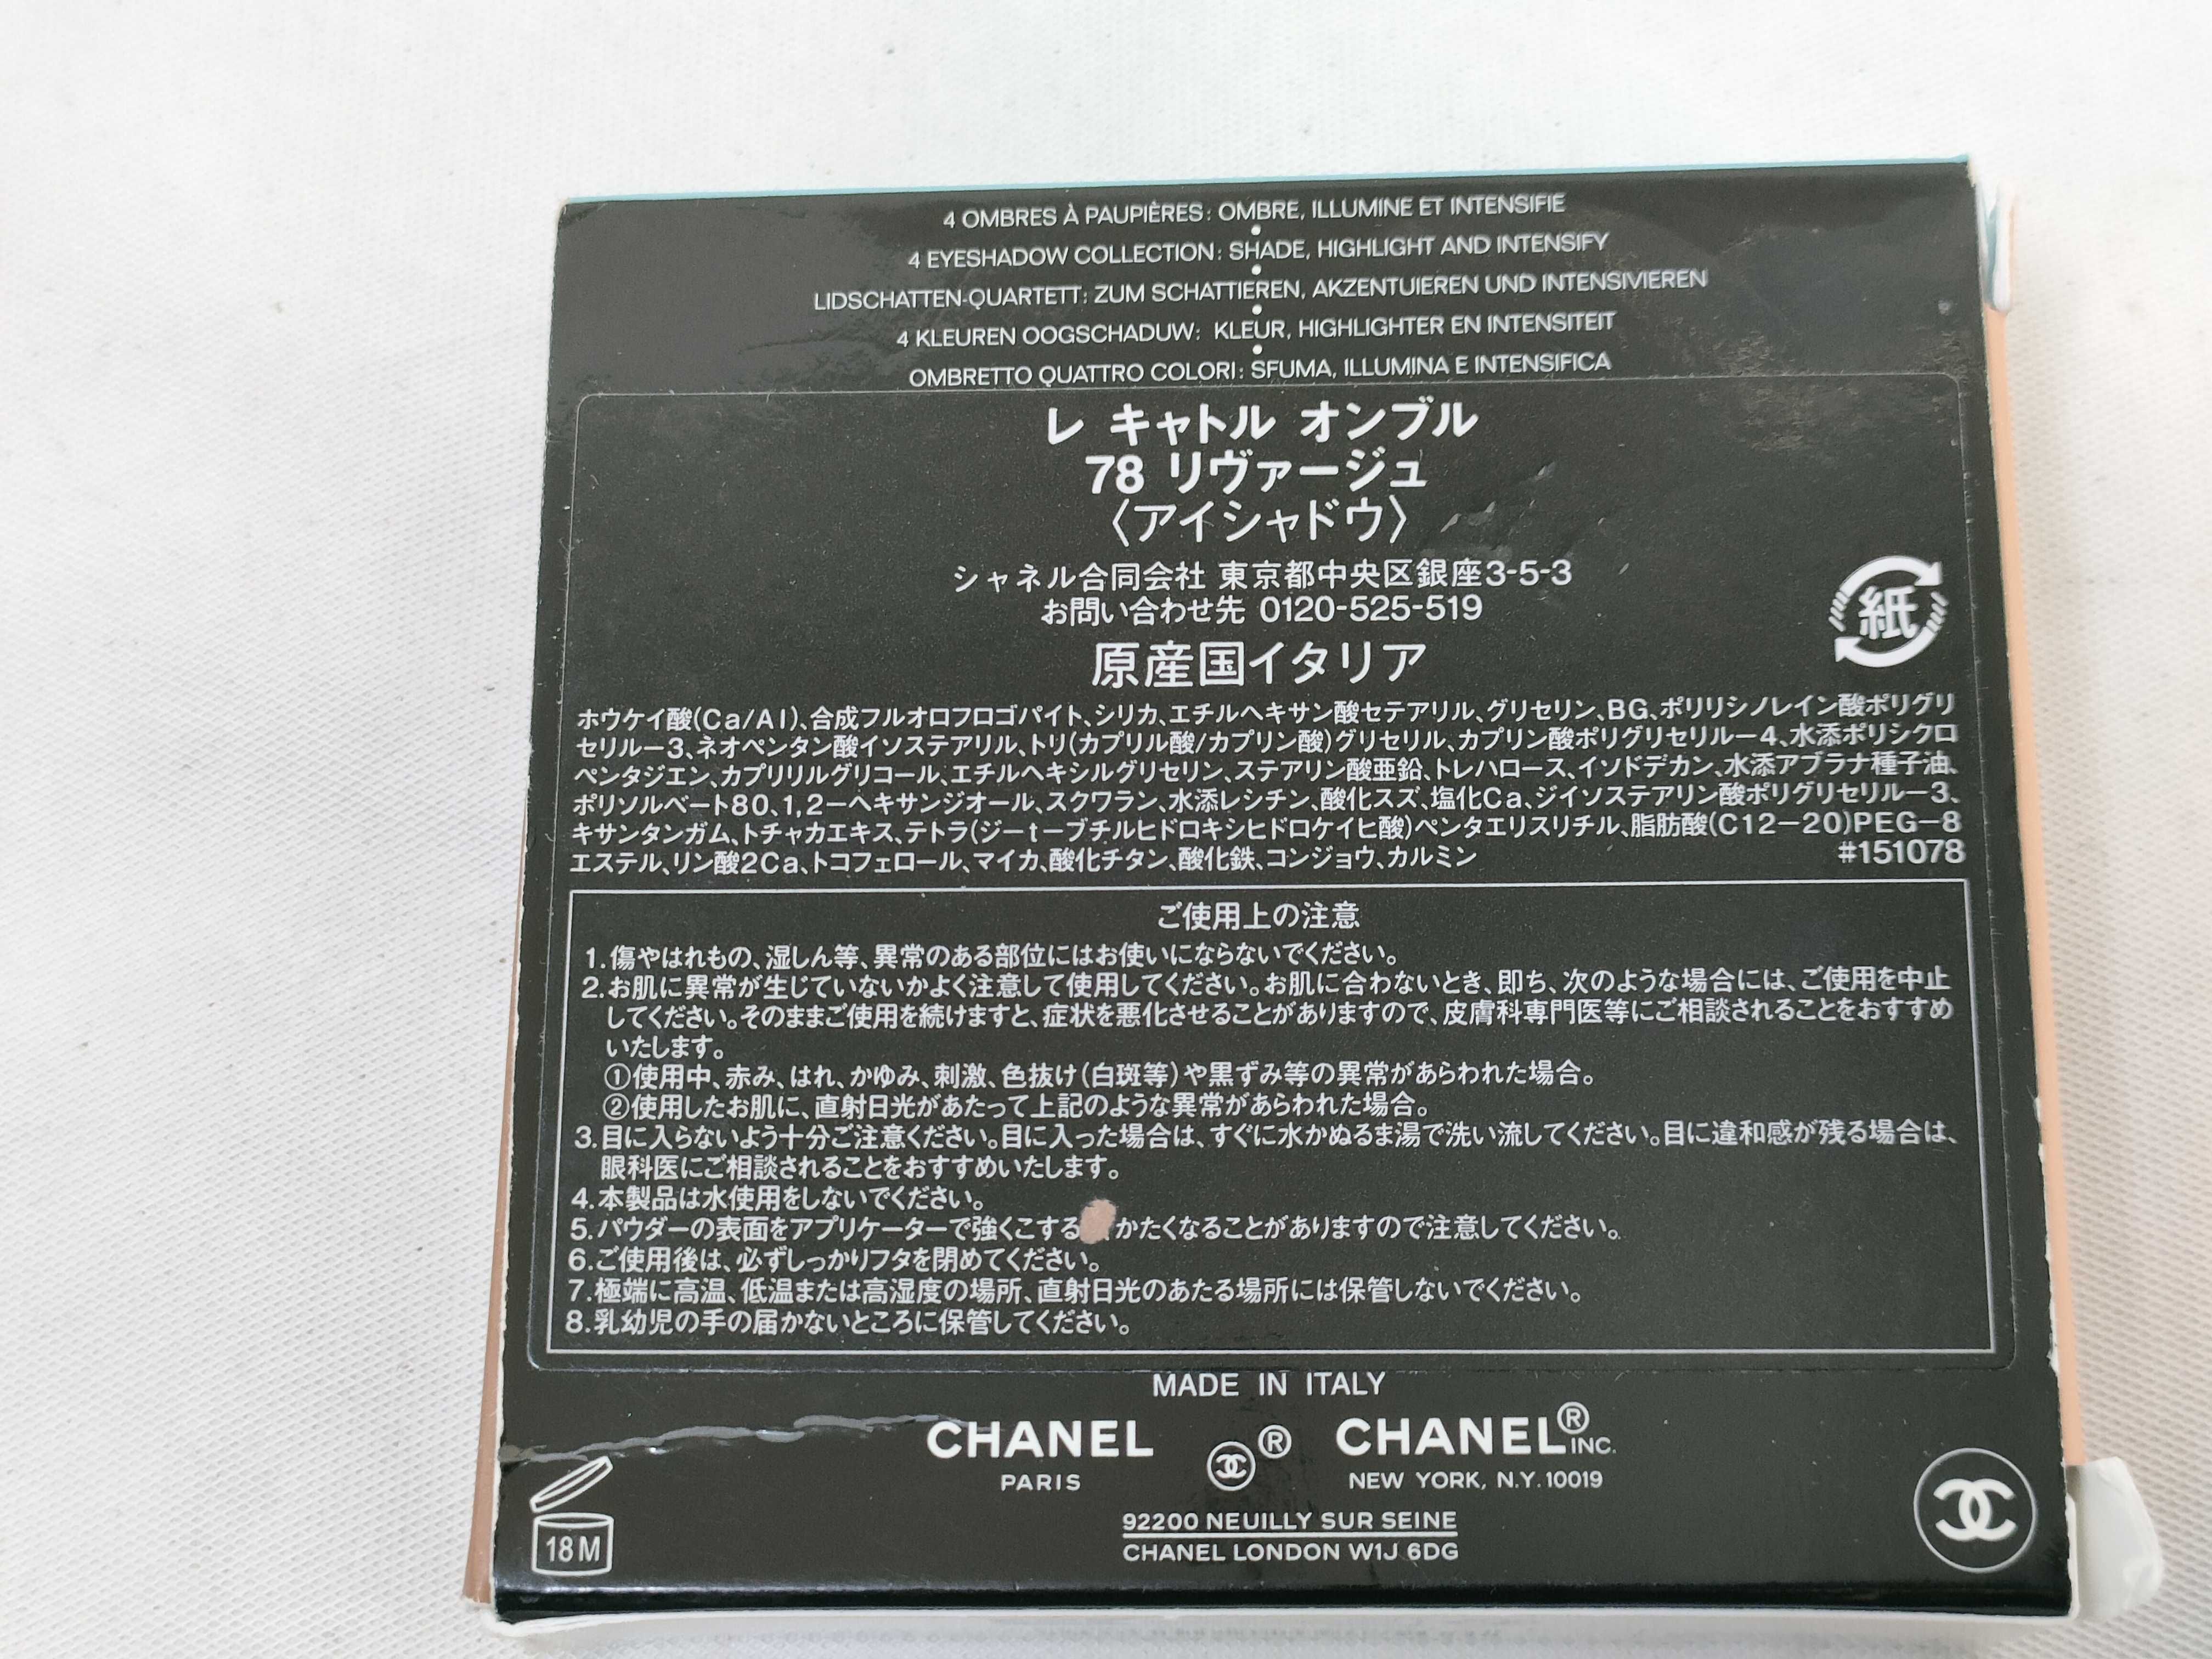 4 OMBRES À PAUPIÈRES: OMBRE, ILLUMINE ET INTENSIFIE
4 EYESHADOW COLLECTION: SHADE, HIGHLIGHT AND INTENSIFY
LIDSCHATTEN-QUARTETT: ZUM SCHATTIEREN, AKZENTUIEREN UND INTENSIVIEREN
4 KLEUREN OOGSCHADUW: KLEUR, HIGHLIGHTER EN INTENSITEIT
OMBRETTO QUATTRO COLORI: SFUMA, ILLUMINA E INTENSIFICA
レ キャトル オンブル
78 リヴァージュ
〈アイシャドウ〉
シャネル合同会社 東京都中央区銀座3-5-3
お問い合わせ先 0120-525-519
紙
原産国イタリア
ホウケイ酸(Ca/Al)、合成フルオロフロゴパイト、シリカ、エチルヘキサン酸セテアリル、グリセリン、BG、ポリリシノレイン酸ポリグリ
セリル－3、ネオペンタン酸イソステアリル、トリ(カプリル酸/カプリン酸)グリセリル、カプリン酸ポリグリセリル－4、水添ポリシクロ
ペンタジエン、カプリリルグリコール、エチルヘキシルグリセリン、ステアリン酸亜鉛、トレハロース、イソドデカン、水添アブラナ種子油、
ポリソルベート80、1,2－ヘキサンジオール、スクワラン、水添レシチン、酸化スズ、塩化Ca、ジイソステアリン酸ポリグリセリル－3、
キサンタンガム、トチャカエキス、テトラ(ジーtーブチルヒドロキシヒドロケイヒ酸)ペンタエリスリチル、脂肪酸(C12－20)PEG－8
エステル、リン酸2Ca、トコフェロール、マイカ、酸化チタン、酸化鉄、コンジョウ、カルミン #151078
ご使用上の注意
1.傷やはれもの、湿しん等、異常のある部位にはお使いにならないでください。
2.お肌に異常が生じていないかよく注意して使用してください。お肌に合わないとき、即ち、次のような場合には、ご使用を中止
してください。そのままご使用を続けますと、症状を悪化させることがありますので、皮膚科専門医等にご相談されることをおすすめ
いたします。
①使用中、赤み、はれ、かゆみ、刺激、色抜け(白斑等)や黒ずみ等の異常があらわれた場合。
②使用したお肌に、直射日光があたって上記のような異常があらわれた場合。
3.目に入らないよう十分ご注意ください。目に入った場合は、すぐに水かぬるま湯で洗い流してください。目に違和感が残る場合は、
眼科医にご相談されることをおすすめいたします。
4.本製品は水使用をしないでください。
5.パウダーの表面をアプリケーターで強くこする かたくなることがありますので注意してください。
6.ご使用後は、必ずしっかりフタを閉めてください。
7.極端に高温、低温または高湿度の場所、直射日光のあたる場所には保管しないでください。
8.乳幼児の手の届かないところに保管してください。
MADE IN ITALY
CHANEL ® CHANEL® INC.
PARIS NEW YORK, N.Y. 10019
92200 NEUILLY SUR SEINE
CHANEL LONDON W1J 6DG
18 M